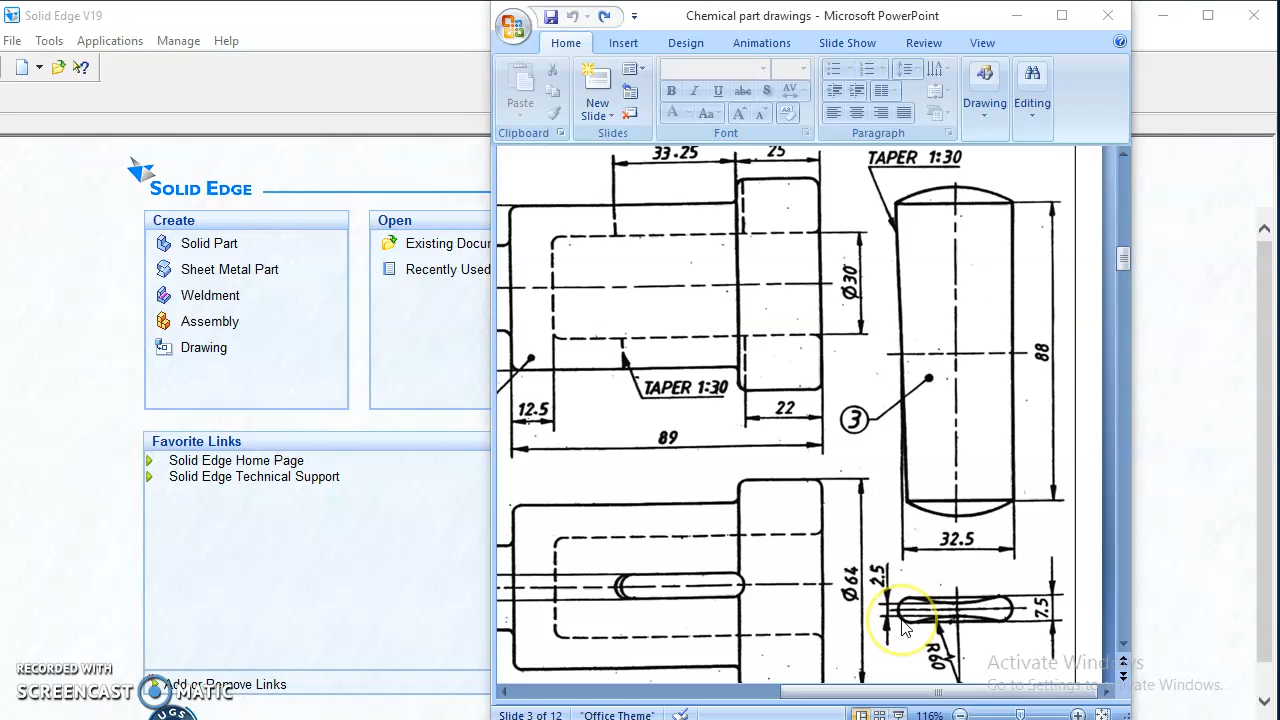 Solid Edge V19
File Tools Applications Manage Help
SOLID EDGE
Create
Solid Part
Sheet Metal Part
Weldment
Assembly
Drawing
Open
Existing Docu
Recently Used
Favorite Links
Solid Edge Home Page
Solid Edge Technical Support
Add or Remove Links
UGS
RECORDED WITH
SCREENCAST MATIC
Chemical part drawings - Microsoft PowerPoint
Home Insert Design Animations Slide Show Review View
Paste
New
Slide
Drawing
Editing
Clipboard Slides Font Paragraph
33.25
25
TAPER 1:30
Ø30
TAPER 1:30
12.5
22
89
88
3
32.5
Ø64
2.5
7.5
R60
Activate Windows
Go to Settings to activate Windows.
Slide 3 of 12 "Office Theme" 116%